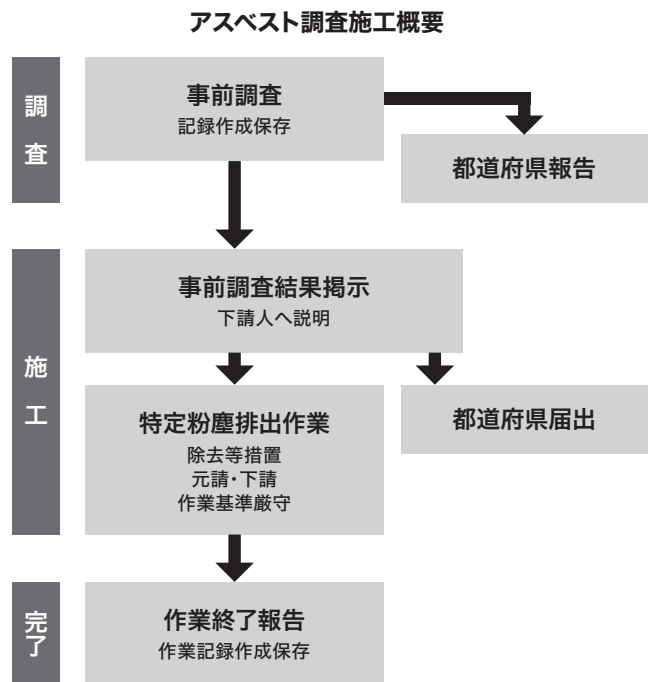 アスベスト調査施工概要
調査
事前調査
記録作成保存
都道府県報告
施工
事前調査結果掲示
下請人へ説明
特定粉塵排出作業
除去等措置
元請・下請
作業基準厳守
都道府県届出
完了
作業終了報告
作業記録作成保存